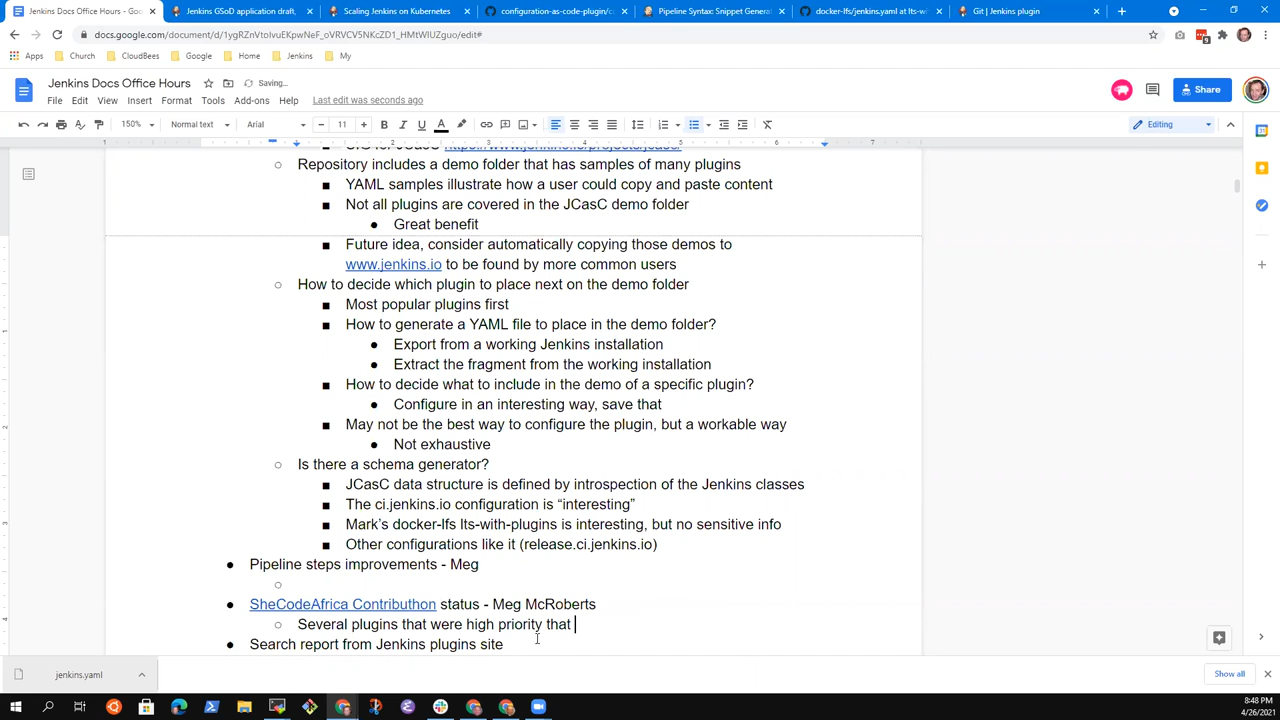 Jenkins Docs Office Hours - Goo
Jenkins GSoD application draft,
Scaling Jenkins on Kubernetes
configuration-as-code-plugin/co
Pipeline Syntax: Snippet Generat
docker-lfs/jenkins.yaml at lts-wit
Git | Jenkins plugin
docs.google.com/document/d/1ygRZnVtoIvuEKpwNeF_oVRVCV5NKcZD1_HMtWIUZguo/edit#
Apps Church CloudBees Google Home Jenkins My
Jenkins Docs Office Hours Saving…
File Edit View Insert Format Tools Add-ons Help Last edit was seconds ago
Share
150% Normal text Arial 11 Editing
Repository includes a demo folder that has samples of many plugins
YAML samples illustrate how a user could copy and paste content
Not all plugins are covered in the JCasC demo folder
Great benefit
Future idea, consider automatically copying those demos to
www.jenkins.io to be found by more common users
How to decide which plugin to place next on the demo folder
Most popular plugins first
How to generate a YAML file to place in the demo folder?
Export from a working Jenkins installation
Extract the fragment from the working installation
How to decide what to include in the demo of a specific plugin?
Configure in an interesting way, save that
May not be the best way to configure the plugin, but a workable way
Not exhaustive
Is there a schema generator?
JCasC data structure is defined by introspection of the Jenkins classes
The ci.jenkins.io configuration is “interesting”
Mark’s docker-lfs lts-with-plugins is interesting, but no sensitive info
Other configurations like it (release.ci.jenkins.io)
Pipeline steps improvements - Meg
SheCodeAfrica Contributhon status - Meg McRoberts
Several plugins that were high priority that
Search report from Jenkins plugins site
jenkins.yaml
Show all
8:48 PM
4/26/2021